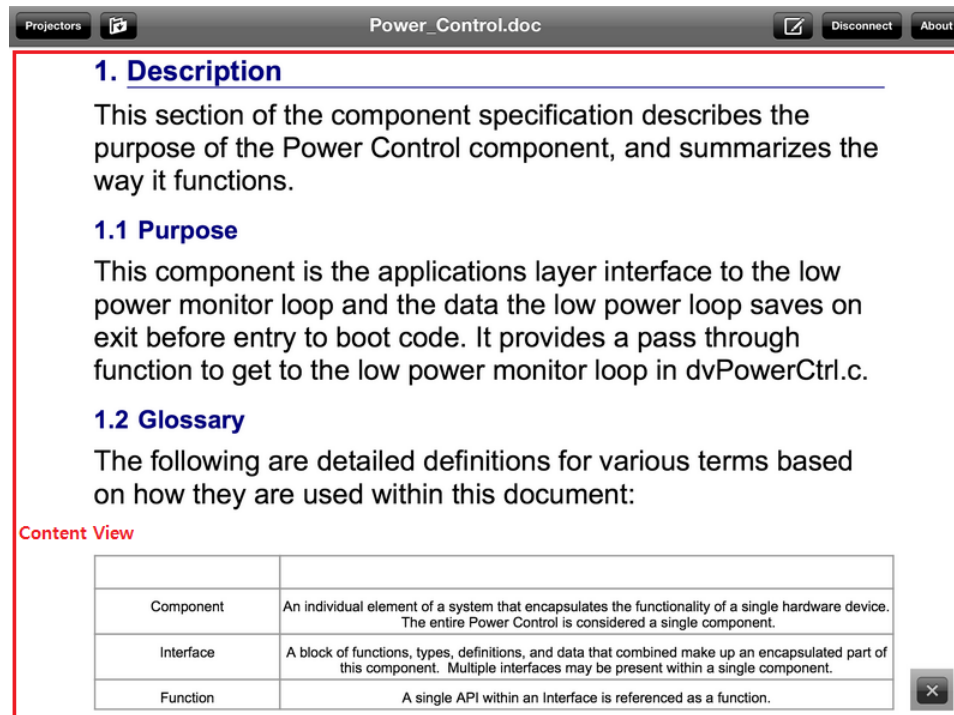 Projectors
Power_Control.doc
Disconnect
About
1. Description
This section of the component specification describes the
purpose of the Power Control component, and summarizes the
way it functions.
1.1 Purpose
This component is the applications layer interface to the low
power monitor loop and the data the low power loop saves on
exit before entry to boot code. It provides a pass through
function to get to the low power monitor loop in dvPowerCtrl.c.
1.2 Glossary
The following are detailed definitions for various terms based
on how they are used within this document:
Content View
Component
An individual element of a system that encapsulates the functionality of a single hardware device.
The entire Power Control is considered a single component.
Interface
A block of functions, types, definitions, and data that combined make up an encapsulated part of
this component. Multiple interfaces may be present within a single component.
Function
A single API within an Interface is referenced as a function.